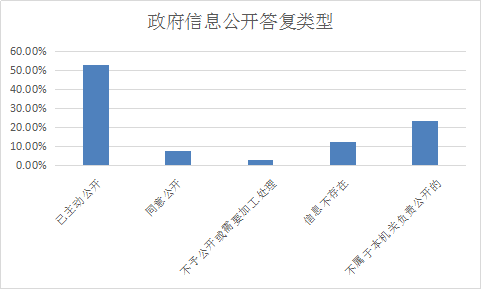 政府信息公开答复类型
60.00%
50.00%
40.00%
30.00%
20.00%
10.00%
0.00%
已主动公开
同意公开
不予公开或需要加工处理
信息不存在
不属于本机关负责公开的